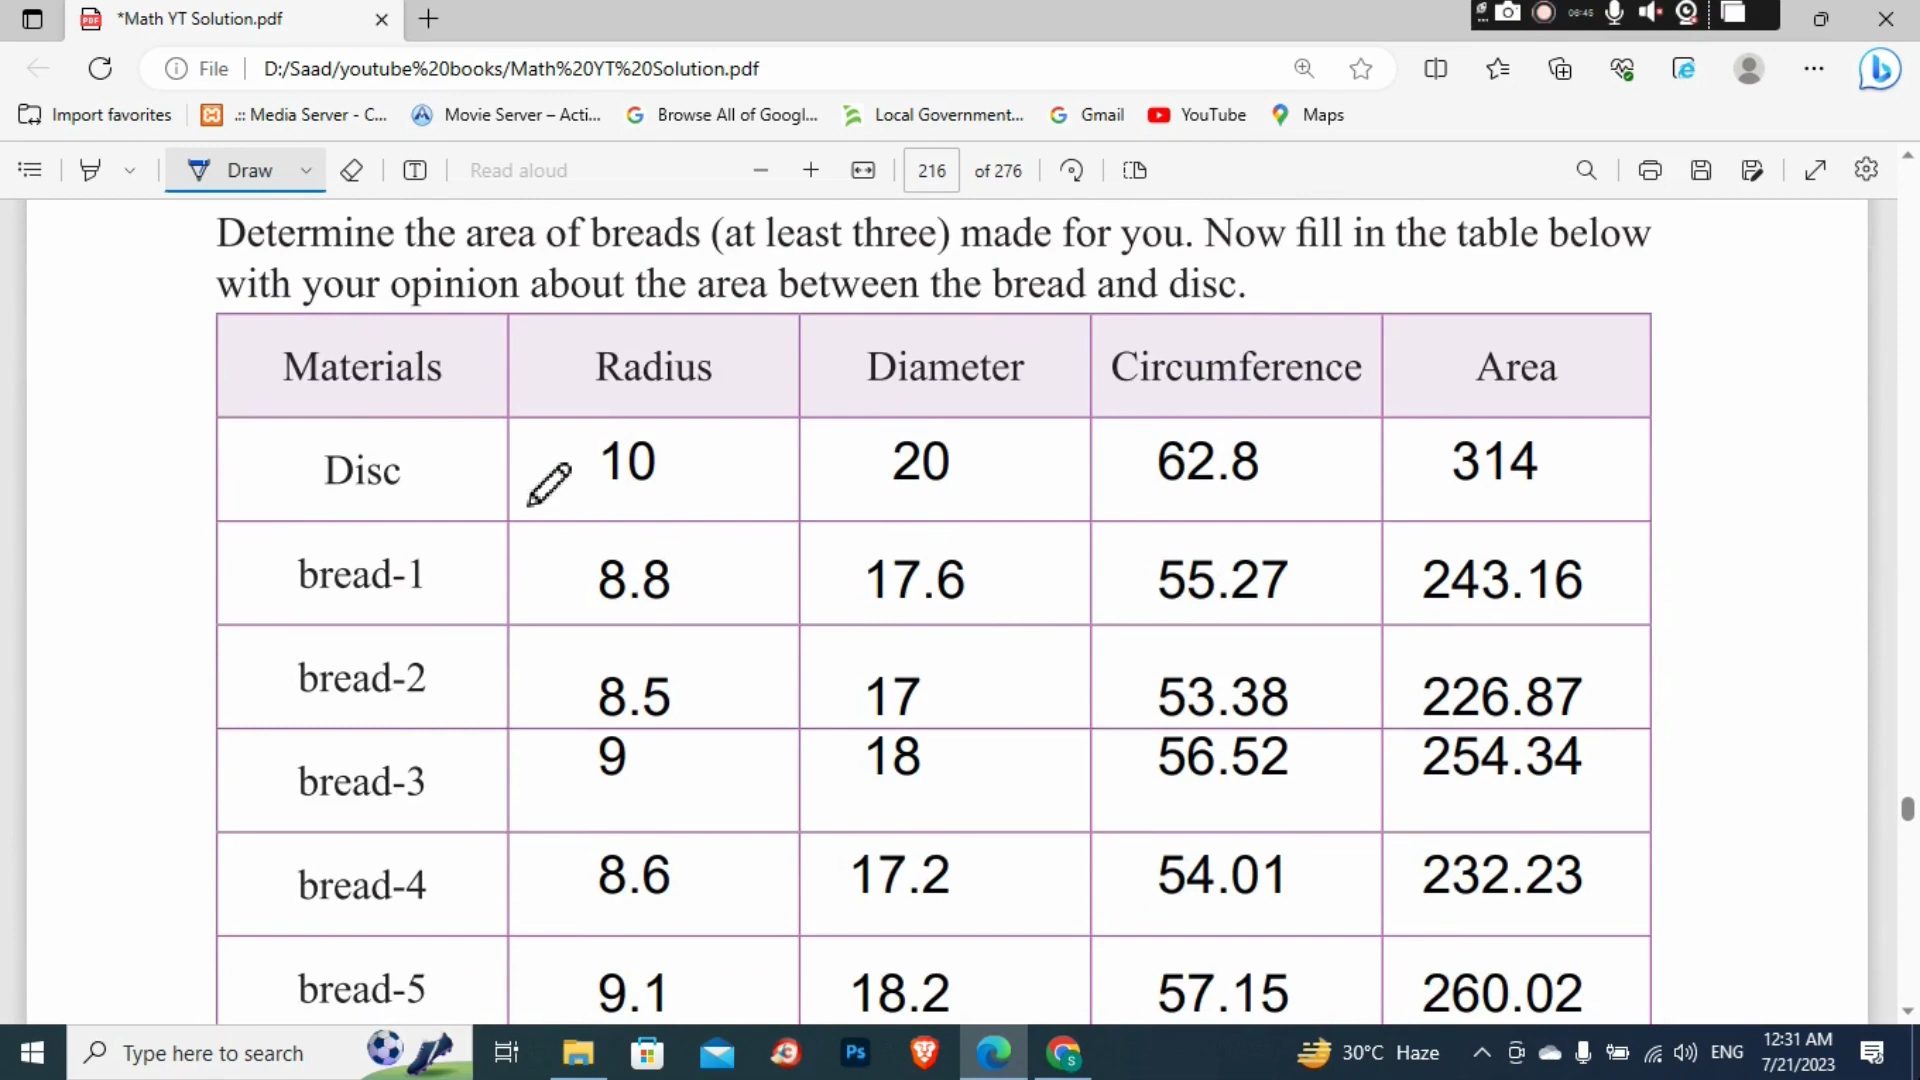 *Math YT Solution.pdf
06:45
File
D:/Saad/youtube%20books/Math%20YT%20Solution.pdf
Import favorites
.:: Media Server - C...
Movie Server – Acti...
Browse All of Googl...
Local Government...
Gmail
YouTube
Maps
Draw
Read aloud
216 of 276
Determine the area of breads (at least three) made for you. Now fill in the table below
with your opinion about the area between the bread and disc.
Materials Radius Diameter Circumference Area
Disc 10 20 62.8 314
bread-1 8.8 17.6 55.27 243.16
bread-2 8.5 17 53.38 226.87
bread-3 9 18 56.52 254.34
bread-4 8.6 17.2 54.01 232.23
bread-5 9.1 18.2 57.15 260.02
Type here to search
Ps
30°C Haze
ENG
12:31 AM
7/21/2023